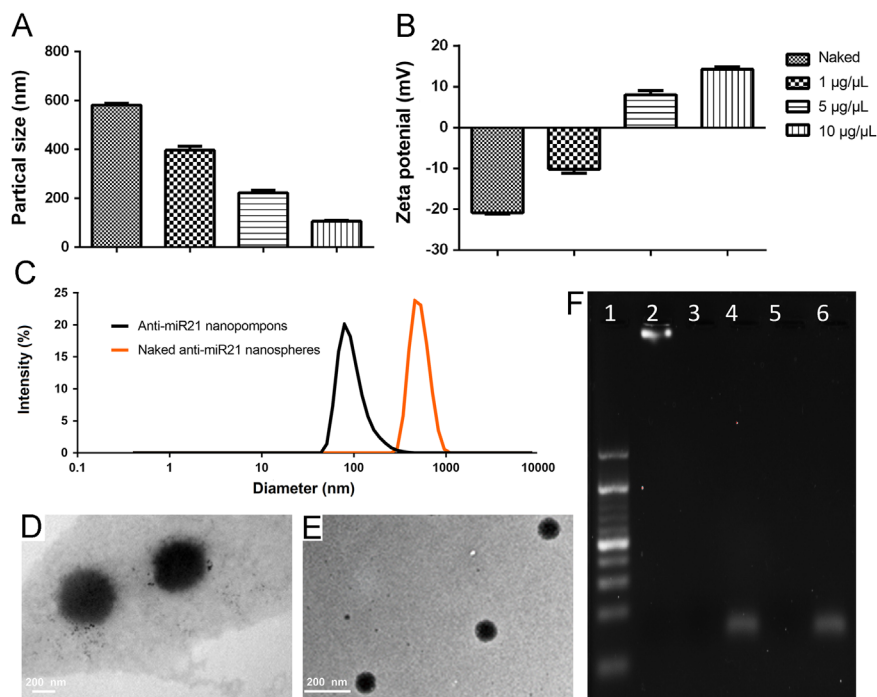 A
Partical size (nm)
800
600
400
200
0
B
Zeta potenial (mV)
20
10
0
-10
-20
-30
Naked
1 µg/µL
5 µg/µL
10 µg/µL
C
Intensity (%)
25
20
15
10
5
0
Anti-miR21 nanopompons
Naked anti-miR21 nanospheres
0.1 1 10 100 1000 10000
Diameter (nm)
D
200 nm
E
200 nm
F
1 2 3 4 5 6